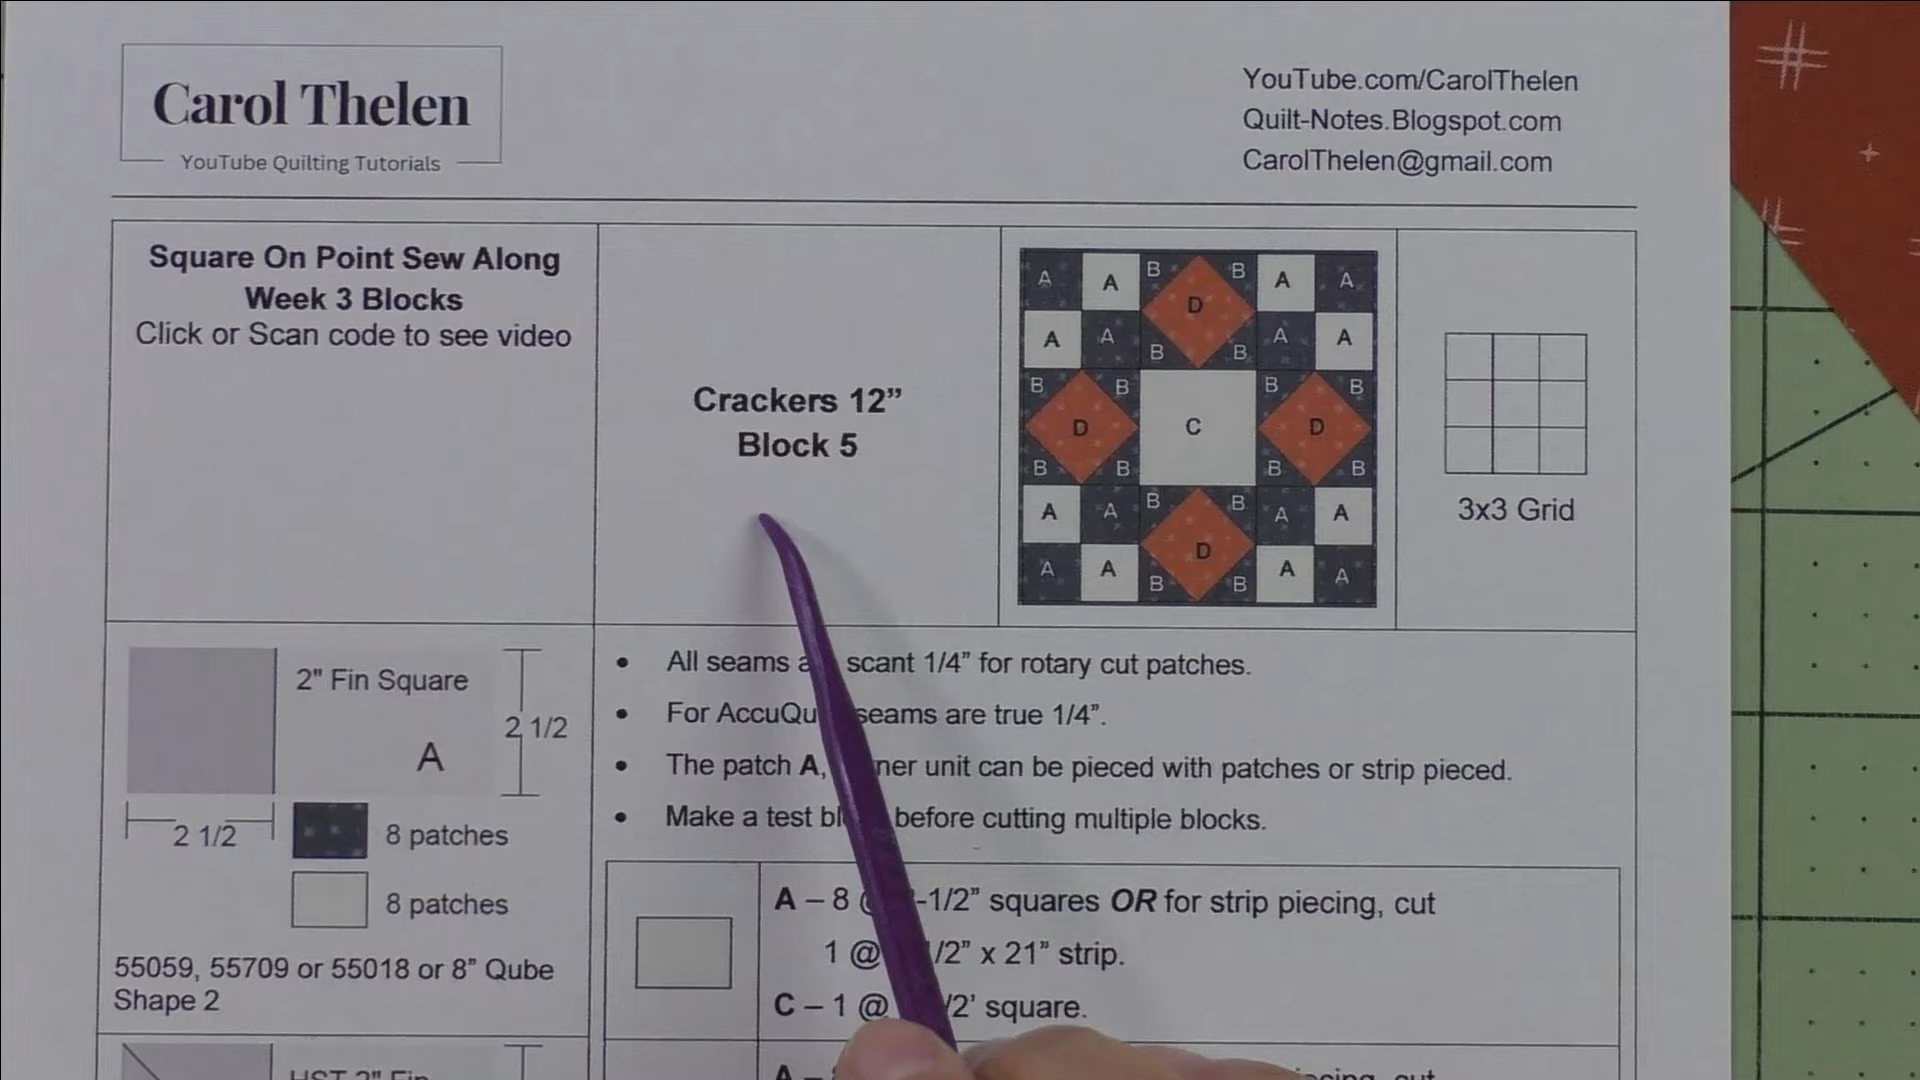 Carol Thelen
YouTube Quilting Tutorials
YouTube.com/CarolThelen
Quilt-Notes.Blogspot.com
CarolThelen@gmail.com
Square On Point Sew Along
Week 3 Blocks
Click or Scan code to see video
Crackers 12”
Block 5
A A B B A A
D
A A B B A A
B B B B
D C D
B B B B
A A B B A A
D
A A B B A A
3x3 Grid
2" Fin Square
A
2 1/2
2 1/2
8 patches
8 patches
55059, 55709 or 55018 or 8” Qube
Shape 2
• All seams scant 1/4” for rotary cut patches.
• For seams are true 1/4”.
• The patch A, unit can be pieced with patches or strip pieced.
• Make a test before cutting multiple blocks.
A – 8 -1/2” squares OR for strip piecing, cut
1 @ /2” x 21” strip.
C – 1 @ /2’ square.
HST 2" Fin
A –
cut